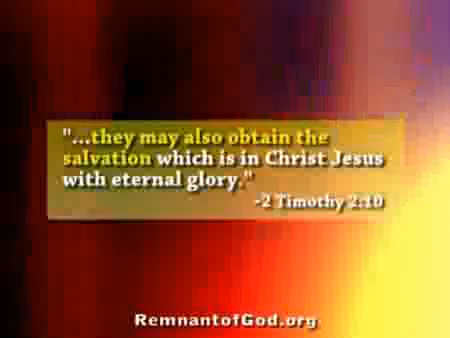 "...they may also obtain the
salvation which is in Christ Jesus
with eternal glory."
-2 Timothy 2:10
RemnantofGod.org